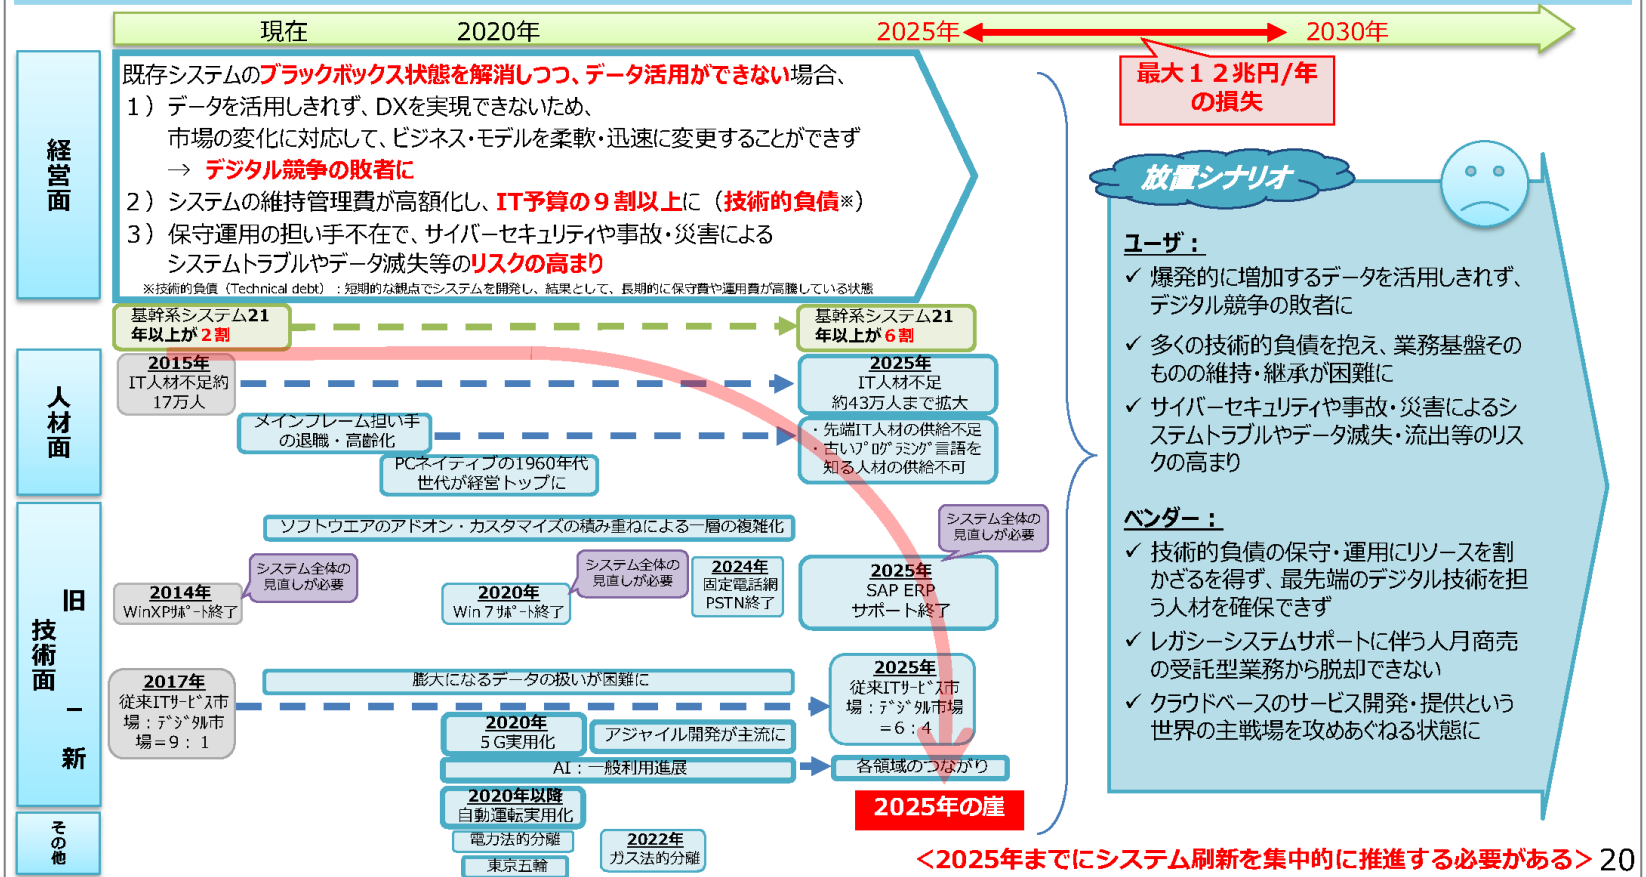 現在
2020年
2025年
2030年
最大１２兆円/年
の損失
経営面
既存システムのブラックボックス状態を解消しつつ、データ活用ができない場合、
１）データを活用しきれず、DXを実現できないため、
市場の変化に対応して、ビジネス・モデルを柔軟・迅速に変更することができず
→ デジタル競争の敗者に
２）システムの維持管理費が高額化し、IT予算の９割以上に（技術的負債※）
３）保守運用の担い手不在で、サイバーセキュリティや事故・災害による
システムトラブルやデータ滅失等のリスクの高まり
※技術的負債（Technical debt）：短期的な観点でシステムを開発し、結果として、長期的に保守費や運用費が高騰している状態
基幹系システム21
年以上が２割
基幹系システム21
年以上が６割
人材面
2015年
IT人材不足約
17万人
2025年
IT人材不足
約43万人まで拡大
メインフレーム担い手
の退職・高齢化
・先端IT人材の供給不足
・古いﾌﾟﾛｸﾞﾗﾐﾝｸﾞ言語を
知る人材の供給不可
PCネイティブの1960年代
世代が経営トップに
旧
技術面
－
新
ソフトウエアのアドオン・カスタマイズの積み重ねによる一層の複雑化
システム全体の
見直しが必要
システム全体の
見直しが必要
システム全体の
見直しが必要
2014年
WinXPｻﾎﾟｰﾄ終了
2020年
Win７ｻﾎﾟｰﾄ終了
2024年
固定電話網
PSTN終了
2025年
SAP ERP
サポート終了
2017年
従来ITｻｰﾋﾞｽ市
場：ﾃﾞｼﾞﾀﾙ市
場＝9：1
膨大になるデータの扱いが困難に
2025年
従来ITｻｰﾋﾞｽ市
場：ﾃﾞｼﾞﾀﾙ市場
＝6：4
2020年
５G実用化
アジャイル開発が主流に
AI：一般利用進展
各領域のつながり
2020年以降
自動運転実用化
2025年の崖
その他
電力法的分離
東京五輪
2022年
ガス法的分離
放置シナリオ
ユーザ：
✓ 爆発的に増加するデータを活用しきれず、
デジタル競争の敗者に
✓ 多くの技術的負債を抱え、業務基盤その
ものの維持・継承が困難に
✓ サイバーセキュリティや事故・災害によるシ
ステムトラブルやデータ滅失・流出等のリス
クの高まり
ベンダー：
✓ 技術的負債の保守・運用にリソースを割
かざるを得ず、最先端のデジタル技術を担
う人材を確保できず
✓ レガシーシステムサポートに伴う人月商売
の受託型業務から脱却できない
✓ クラウドベースのサービス開発・提供という
世界の主戦場を攻めあぐねる状態に
＜2025年までにシステム刷新を集中的に推進する必要がある＞
20